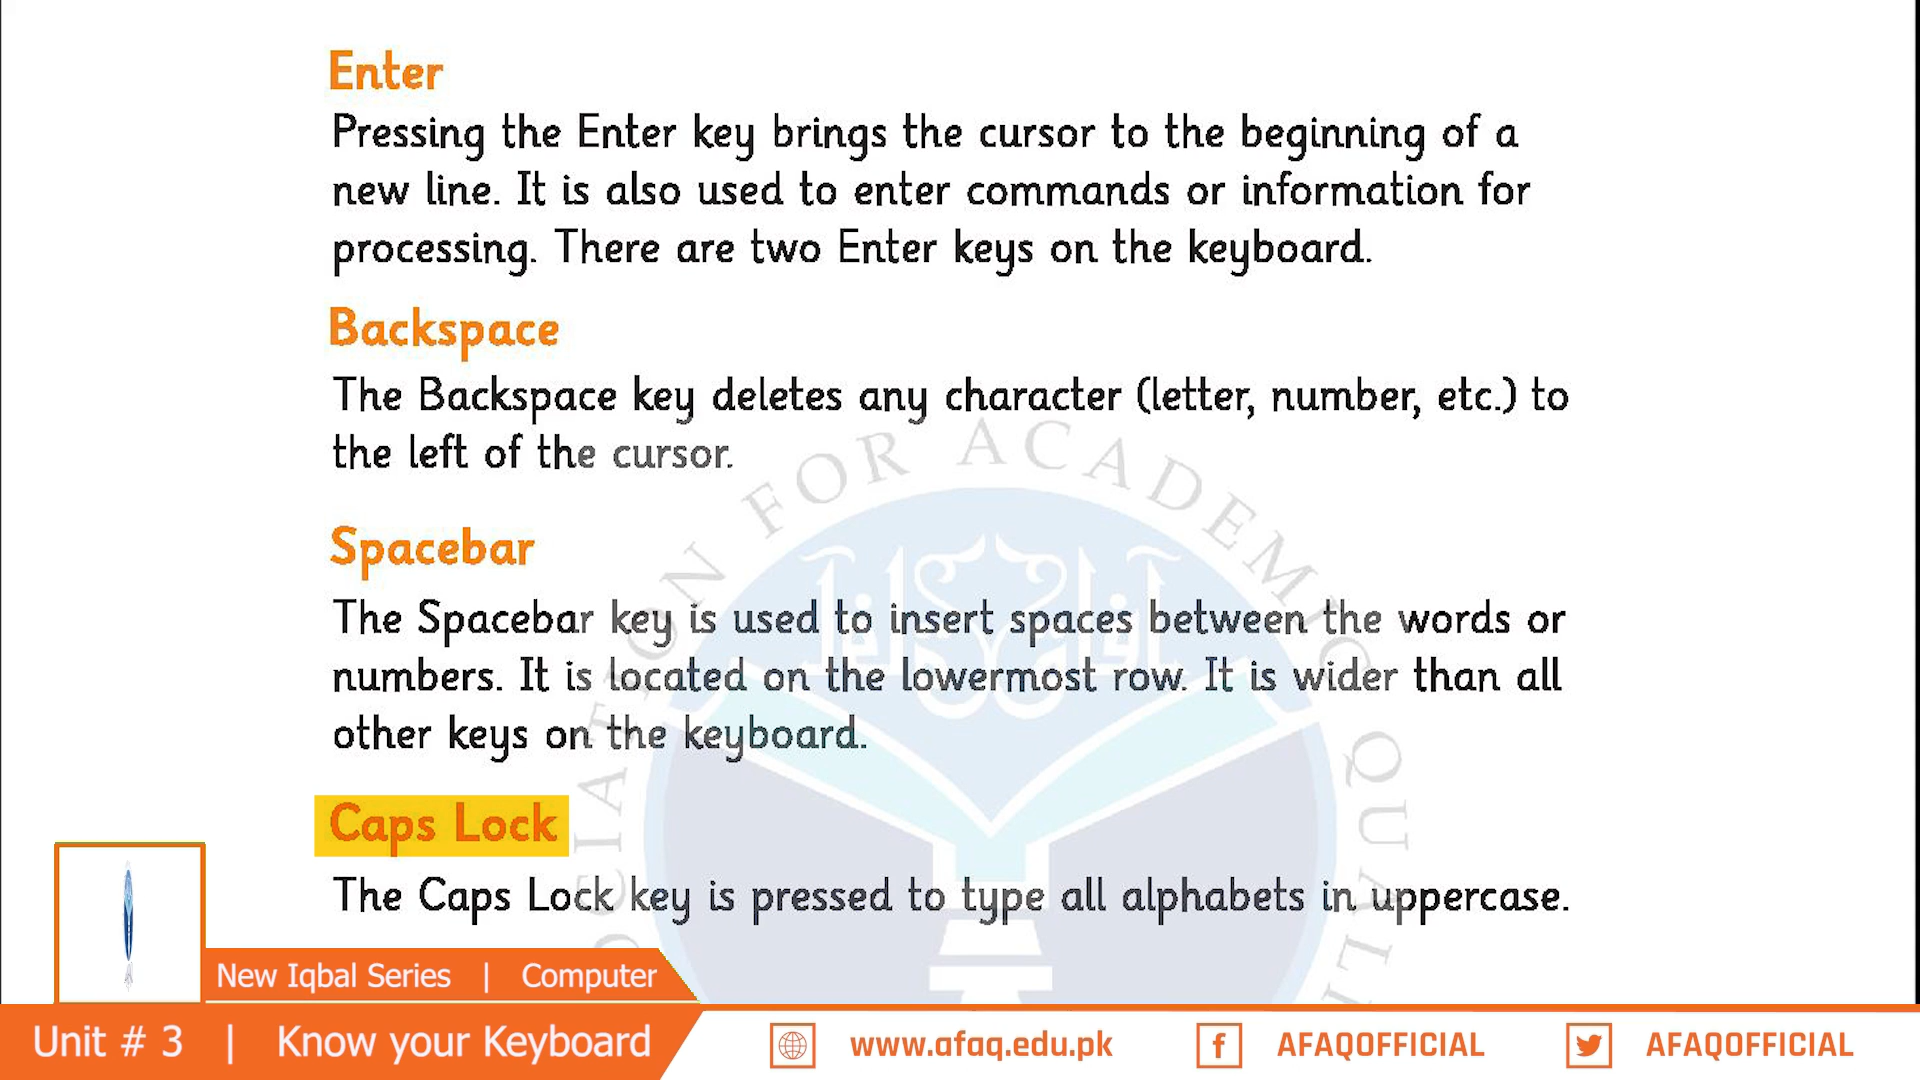 Enter
Pressing the Enter key brings the cursor to the beginning of a
new line. It is also used to enter commands or information for
processing. There are two Enter keys on the keyboard.
Backspace
The Backspace key deletes any character (letter, number, etc.) to
the left of the cursor.
Spacebar
The Spacebar key is used to insert spaces between the words or
numbers. It is located on the lowermost row. It is wider than all
other keys on the keyboard.
Caps Lock
The Caps Lock key is pressed to type all alphabets in uppercase.
FOR ACADEMIC
New Iqbal Series | Computer
Unit # 3 | Know your Keyboard
www.afaq.edu.pk
AFAQOFFICIAL
AFAQOFFICIAL